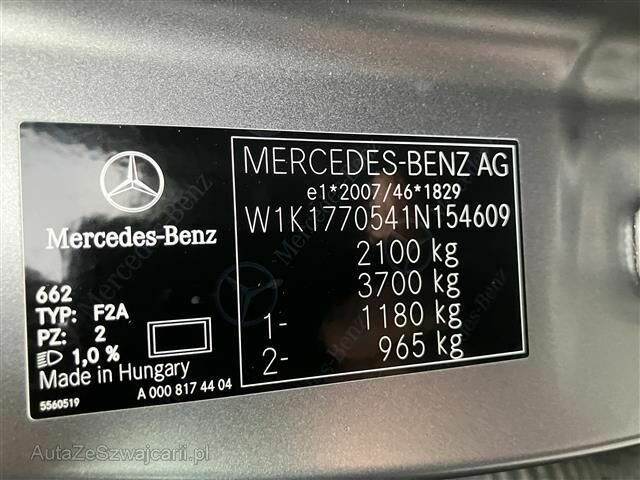 Mercedes-Benz
662
TYP: F2A
PZ: 2
1,0 %
Made in Hungary
A 000 817 44 04
5560519
MERCEDES-BENZ AG
e1*2007/46*1829
W1K1770541N154609
2100 kg
3700 kg
1- 1180 kg
2- 965 kg
AutaZeSzwajcarii.pl